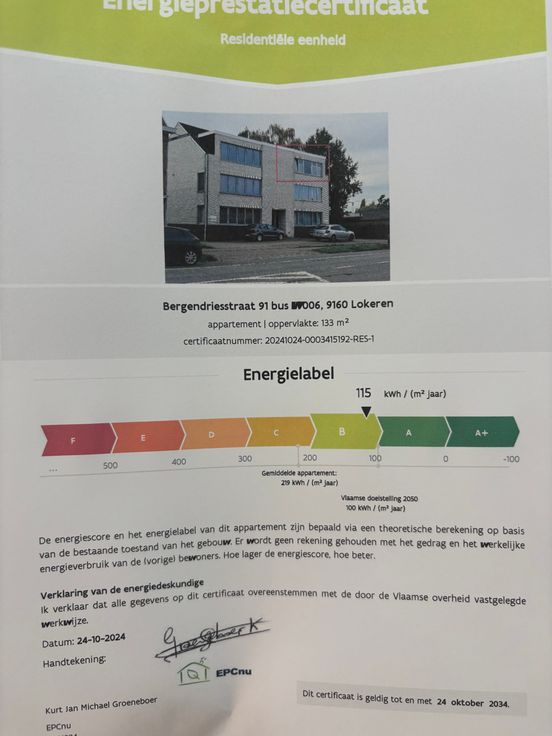 Energieprestatiecertificaat
Residentiële eenheid
Bergendriesstraat 91 bus W006, 9160 Lokeren
appartement | oppervlakte: 133 m²
certificaatnummer: 20241024-0003415192-RES-1
Energielabel
115 kWh / (m² jaar)
F E D C B A A+
... 500 400 300 200 100 0 -100
Gemiddelde appartement:
219 kWh / (m² jaar)
Vlaamse doelstelling 2050
100 kWh / (m² jaar)
De energiescore en het energielabel van dit appartement zijn bepaald via een theoretische berekening op basis
van de bestaande toestand van het gebouw. Er wordt geen rekening gehouden met het gedrag en het werkelijke
energieverbruik van de (vorige) bewoners. Hoe lager de energiescore, hoe beter.
Verklaring van de energiedeskundige
Ik verklaar dat alle gegevens op dit certificaat overeenstemmen met de door de Vlaamse overheid vastgelegde
werkwijze.
Datum: 24-10-2024
Handtekening:
EPCnu
Kurt Jan Michael Groeneboer
EPCnu
Dit certificaat is geldig tot en met 24 oktober 2034.